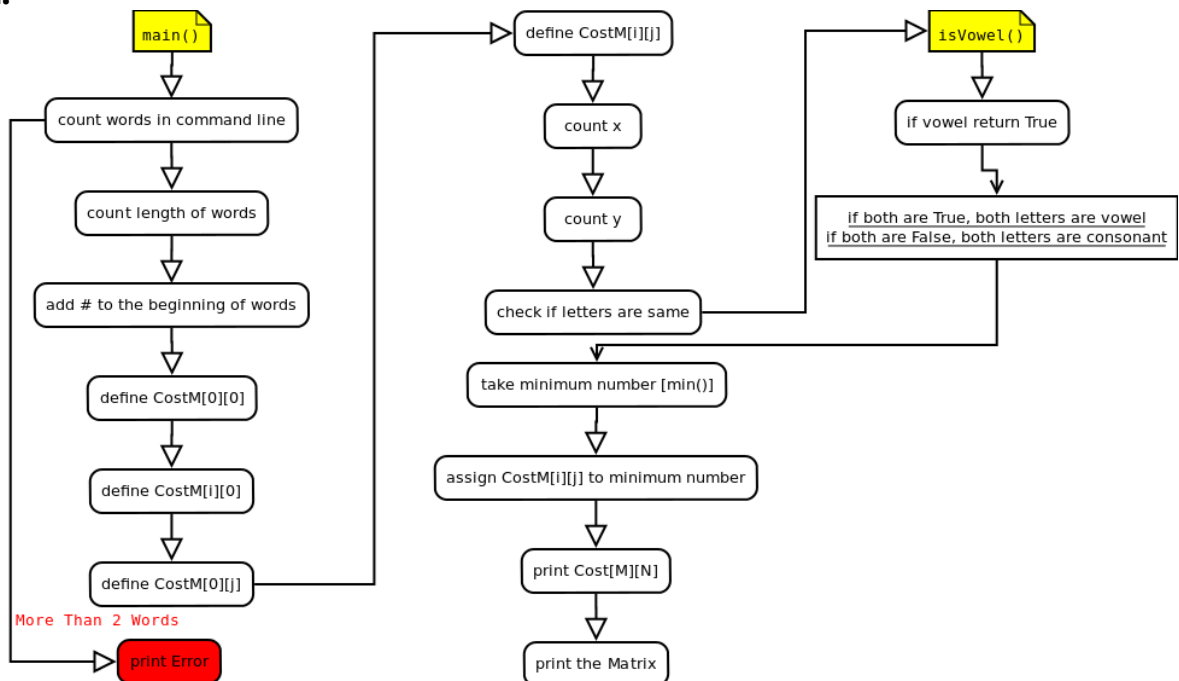 main()
count words in command line
count length of words
add # to the beginning of words
define CostM[0][0]
define CostM[i][0]
define CostM[0][j]
More Than 2 Words
print Error
define CostM[i][j]
count x
count y
check if letters are same
take minimum number [min()]
assign CostM[i][j] to minimum number
print Cost[M][N]
print the Matrix
isVowel()
if vowel return True
if both are True, both letters are vowel
if both are False, both letters are consonant